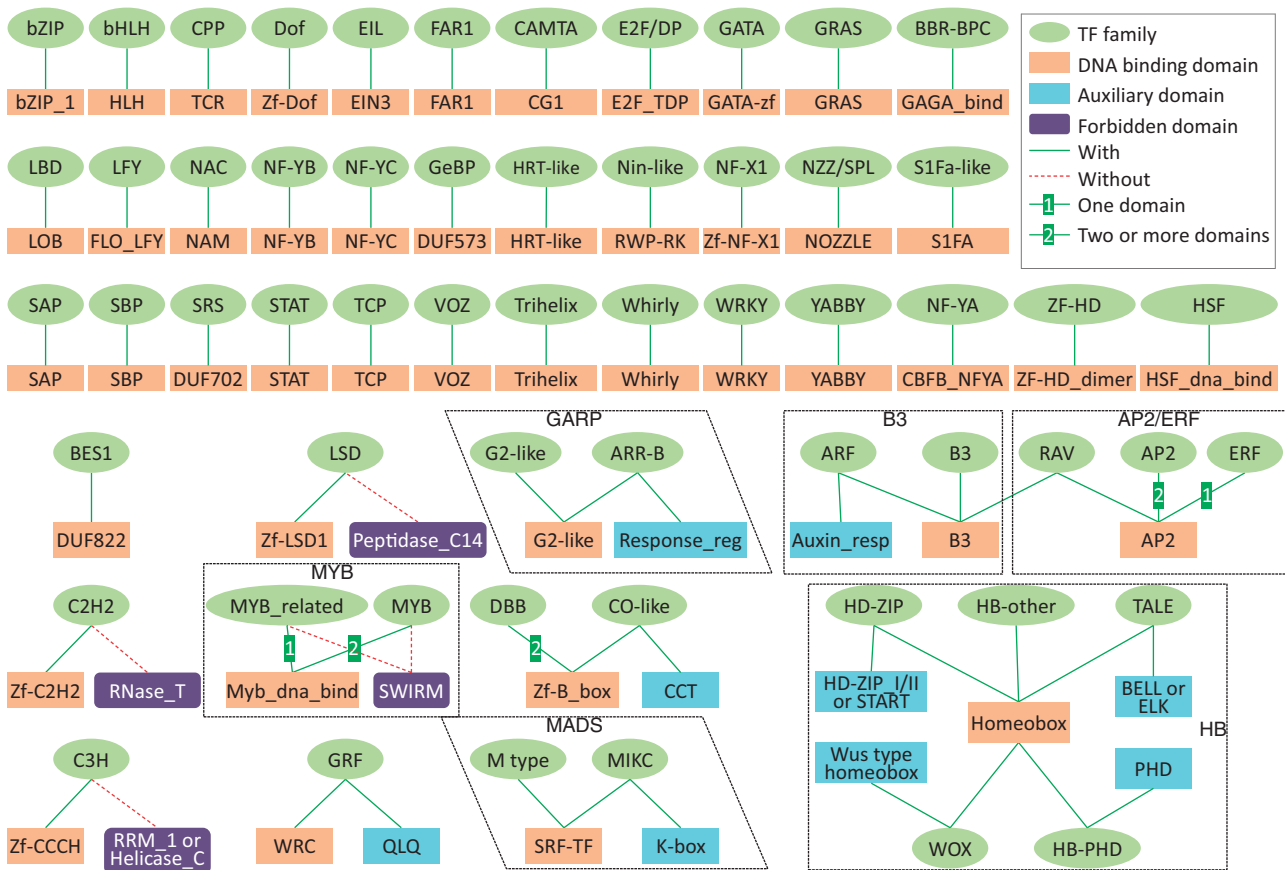 bZIP bHLH CPP Dof EIL FAR1 CAMTA E2F/DP GATA GRAS BBR-BPC
bZIP_1 HLH TCR Zf-Dof EIN3 FAR1 CG1 E2F_TDP GATA-zf GRAS GAGA_bind
TF family
DNA binding domain
Auxiliary domain
Forbidden domain
With
Without
1 One domain
2 Two or more domains
LBD LFY NAC NF-YB NF-YC GeBP HRT-like Nin-like NF-X1 NZZ/SPL S1Fa-like
LOB FLO_LFY NAM NF-YB NF-YC DUF573 HRT-like RWP-RK Zf-NF-X1 NOZZLE S1FA
SAP SBP SRS STAT TCP VOZ Trihelix Whirly WRKY YABBY NF-YA ZF-HD HSF
SAP SBP DUF702 STAT TCP VOZ Trihelix Whirly WRKY YABBY CBFB_NFYA ZF-HD_dimer HSF_dna_bind
GARP B3 AP2/ERF
BES1 LSD G2-like ARR-B ARF B3 RAV AP2 ERF
2 1
DUF822 Zf-LSD1 Peptidase_C14 G2-like Response_reg Auxin_resp B3 AP2
MYB
C2H2 MYB_related MYB DBB CO-like HD-ZIP HB-other TALE
1 2 2
Zf-C2H2 RNase_T Myb_dna_bind SWIRM Zf-B_box CCT
HD-ZIP_I/II
or START
Homeobox
BELL or
ELK
HB
MADS
C3H GRF M type MIKC
Wus type
homeobox
PHD
Zf-CCCH
RRM_1 or
Helicase_C
WRC QLQ SRF-TF K-box WOX HB-PHD